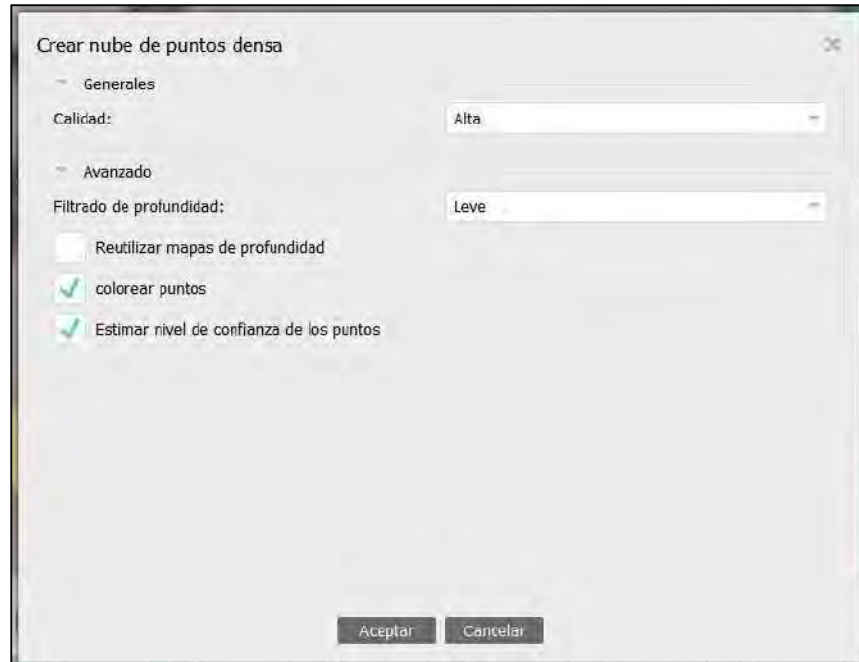 Crear nube de puntos densa
Generales
Calidad: Alta
Avanzado
Filtrado de profundidad: Leve
Reutilizar mapas de profundidad
colorear puntos
Estimar nivel de confianza de los puntos
Aceptar Cancelar